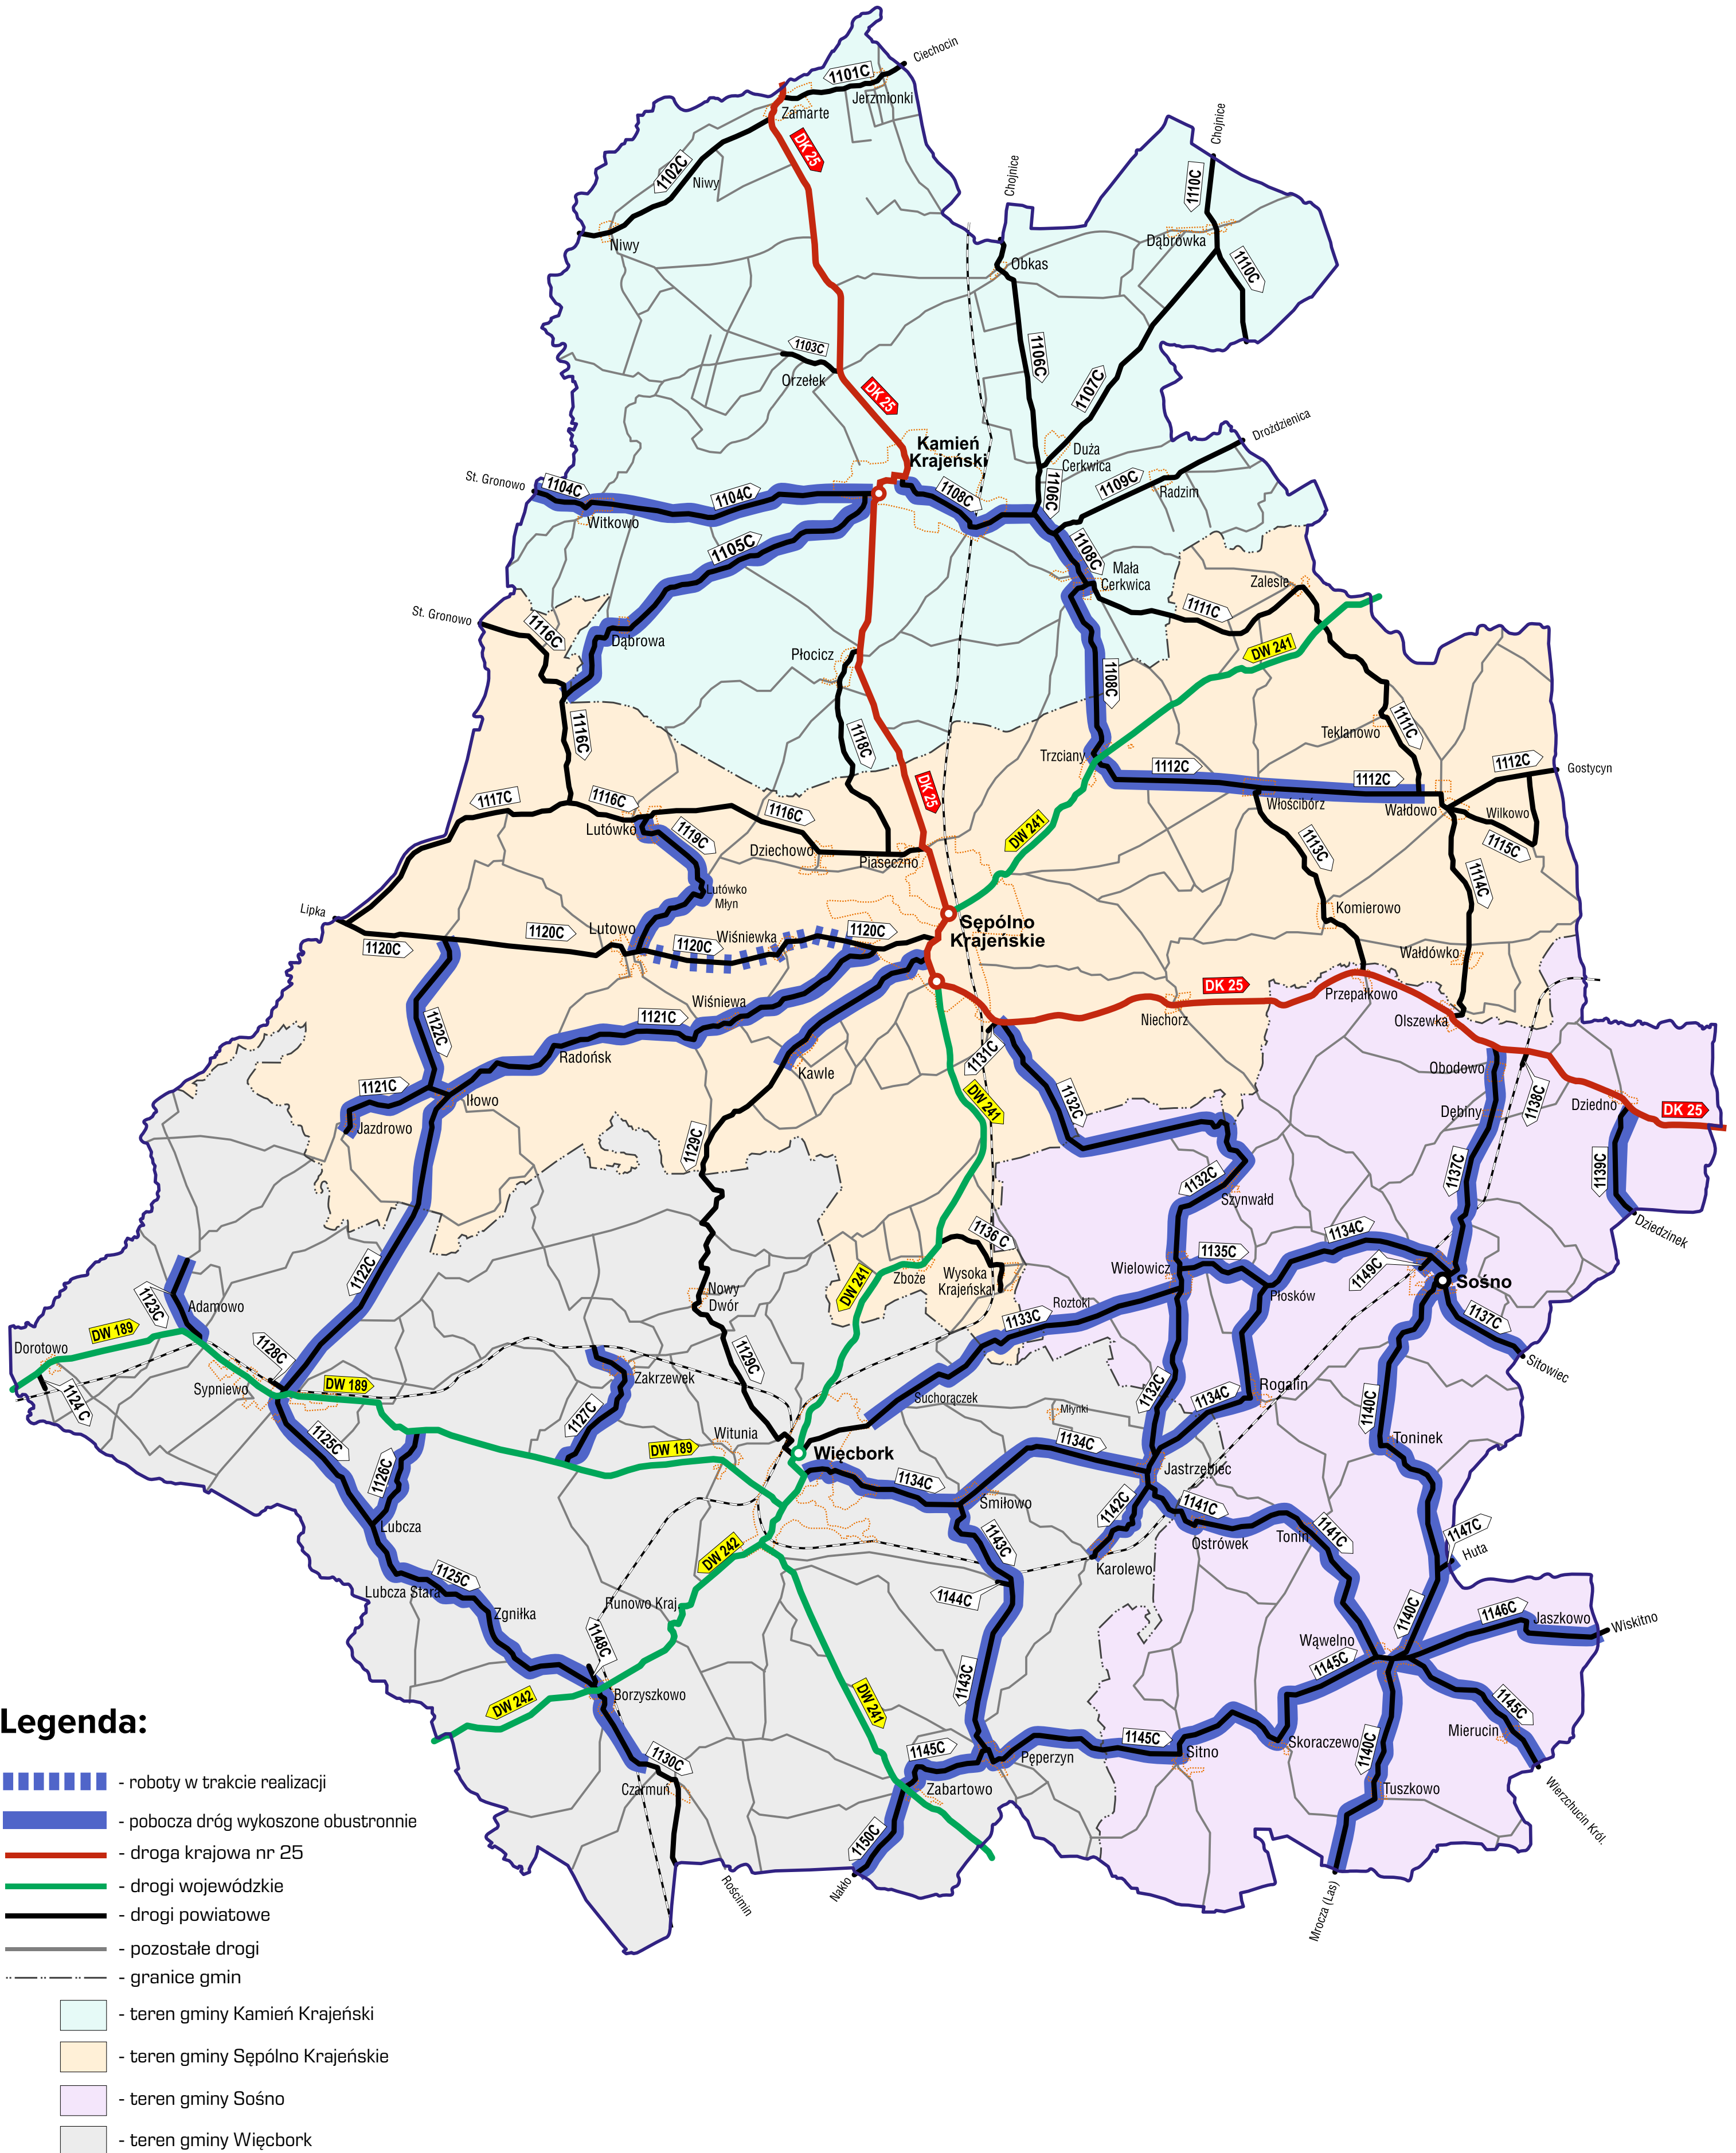 Ciechocin
1101C
Jerzmionki
Zamarte
DK 25
1102C
Niwy
Niwy
Chojnice
Chojnice
1110C
Dąbrówka
1110C
Obkas
1106C
1107C
1103C
Orzełek
DK 25
Kamień
Krajeński
Duża
Cerkwica
Drożdzienica
1109C
Radzim
1106C
1108C
St. Gronowo
1104C
1104C
Witkowo
1105C
1108C
Mała
Cerkwica
Zalesie
1111C
DW 241
St. Gronowo
1116C
Dąbrowa
Płocicz
1108C
1116C
1118C
Teklanowo
1111C
Trzciany
1112C
1112C
1112C
Gostycyn
DK 25
1117C
1116C
1116C
Lutówko
1119C
Dziechowo
Piaseczno
DW 241
Włościbórz
Wałdowo
Wilkowo
1115C
1113C
1114C
Lutówko
Młyn
Lipka
1120C
1120C
Lutowo
1120C
Wiśniewka
1120C
Sępólno
Krajeńskie
Komierowo
Wałdówko
DK 25
Przepałkowo
Niechorz
Olszewka
Wiśniewa
1121C
1122C
Radońsk
Kawle
1131C
1121C
Iłowo
Jazdrowo
DW 241
1132C
Obodowo
Dębiny
1138C
Dziedno
DK 25
1129C
1137C
1139C
1132C
Szynwałd
Dziedzinek
1136 C
1134C
1135C
1149C
Wielowicz
Sośno
Płosków
1137C
Sitowiec
Zboże
Wysoka
Krajeńska
Roztoki
DW 241
1133C
1122C
Nowy
Dwór
1123C
Adamowo
DW 189
Dorotowo
1128C
1124 C
Sypniewo
DW 189
1129C
Zakrzewek
1127C
Suchorączek
Młynki
1132C
1134C
Rogalin
1140C
Toninek
1125C
1126C
Witunia
DW 189
Więcbork
1134C
1134C
Jastrzębiec
Śmiłowo
1142C
1141C
Ostrówek
Tonin
1141C
1147C
Huta
Lubcza
1143C
Karolewo
DW 242
1125C
Lubcza Stara
Zgniłka
Runowo Kraj.
1144C
1140C
1146C
Jaszkowo
Wiskitno
1148C
Wąwelno
1145C
1143C
DW 241
DW 242
Borzyszkowo
1145C
Mierucin
1130C
Czarmuń
1145C
Pęperzyn
1145C
Sitno
Skoraczewo
1140C
Zabartowo
Tuszkowo
Wierzchucin Król.
1150C
Rościmin
Nakło
Mrocza (Las)
Legenda:
- roboty w trakcie realizacji
- pobocza dróg wykoszone obustronnie
- droga krajowa nr 25
- drogi wojewódzkie
- drogi powiatowe
- pozostałe drogi
- granice gmin
- teren gminy Kamień Krajeński
- teren gminy Sępólno Krajeńskie
- teren gminy Sośno
- teren gminy Więcbork